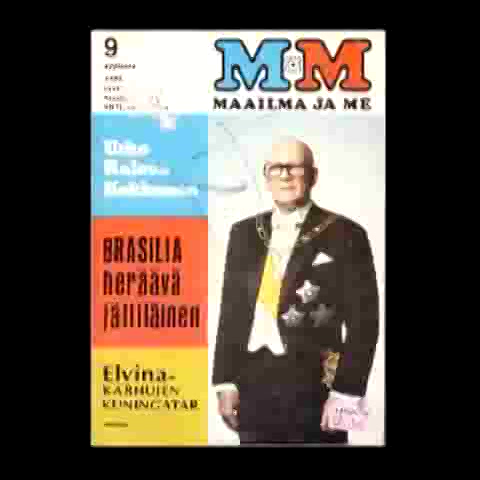 9
MM
MAAILMA JA ME
Urho
Kaleva
Kekkonen
BRASILIA
heräävä
jättiläinen
Elvina-
KARHUJEN
KUNINGATAR